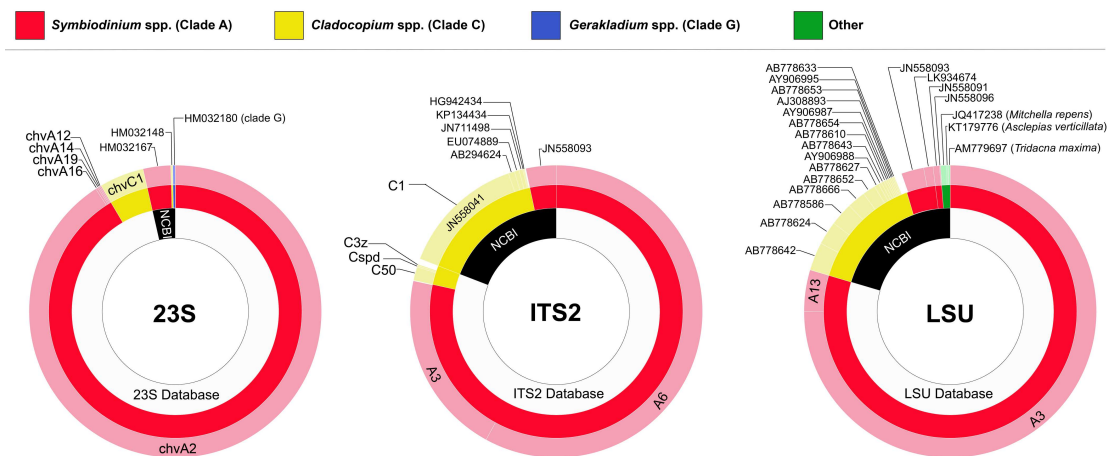 Symbiodinium spp. (Clade A)
Cladocopium spp. (Clade C)
Gerakladium spp. (Clade G)
Other
chvA12
chvA14
chvA19
chvA16
chvC1
HM032148
HM032167
HM032180 (clade G)
NCBI
23S
23S Database
chvA2
HG942434
KP134434
JN711498
EU074889
AB294624
JN558093
C1
JN558041
C3z
Cspd
C50
NCBI
ITS2
ITS2 Database
A3
A6
AB778633
AY906995
AB778653
AJ308893
AY906987
AB778654
AB778610
AB778643
AY906988
AB778627
AB778652
AB778666
AB778586
AB778624
AB778642
JN558093
LK934674
JN558091
JN558096
JQ417238 (Mitchella repens)
KT179776 (Asclepias verticillata)
AM779697 (Tridacna maxima)
NCBI
A13
LSU
LSU Database
A3